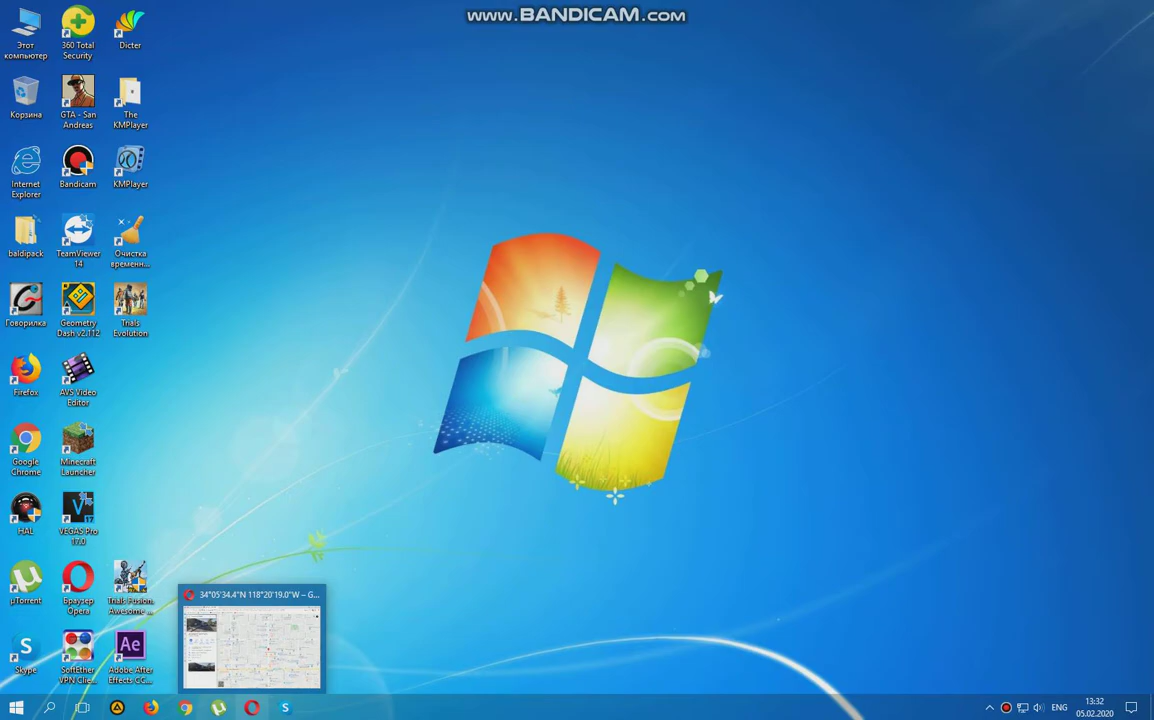 www.BANDICAM.com
Этот
компьютер
360 Total
Security
Dicter
Корзина
GTA - San
Andreas
The
KMPlayer
Internet
Explorer
Bandicam
KMPlayer
baldipack
TeamViewer
14
Очистка
временн...
Говорилка
Geometry
Dash v2.112
Trials
Evolution
Firefox
AVS Video
Editor
Google
Chrome
Minecraft
Launcher
HAL
VEGAS Pro
17.0
µTorrent
Браузер
Opera
Trials Fusion.
Awesome ...
34°05'34.4"N 118°20'19.0"W – G...
Skype
SoftEther
VPN Clie...
Adobe After
Effects CC...
ENG
13:32
05.02.2020